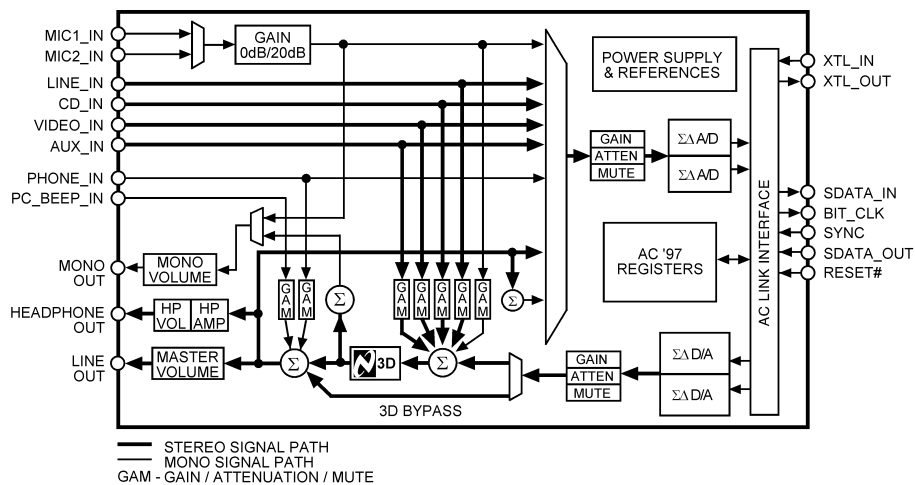 MIC1_IN
MIC2_IN
GAIN
0dB/20dB
LINE_IN
CD_IN
VIDEO_IN
AUX_IN
PHONE_IN
PC_BEEP_IN
MONO
OUT
MONO
VOLUME
HEADPHONE
OUT
HP
VOL
HP
AMP
LINE
OUT
MASTER
VOLUME
GAM
GAM
Σ
GAM
GAM
GAM
GAM
GAM
Σ
Σ
3D
Σ
3D BYPASS
POWER SUPPLY
& REFERENCES
GAIN
ATTEN
MUTE
ΣΔ A/D
ΣΔ A/D
AC '97
REGISTERS
GAIN
ATTEN
MUTE
ΣΔ D/A
ΣΔ D/A
AC LINK INTERFACE
XTL_IN
XTL_OUT
SDATA_IN
BIT_CLK
SYNC
SDATA_OUT
RESET#
STEREO SIGNAL PATH
MONO SIGNAL PATH
GAM - GAIN / ATTENUATION / MUTE